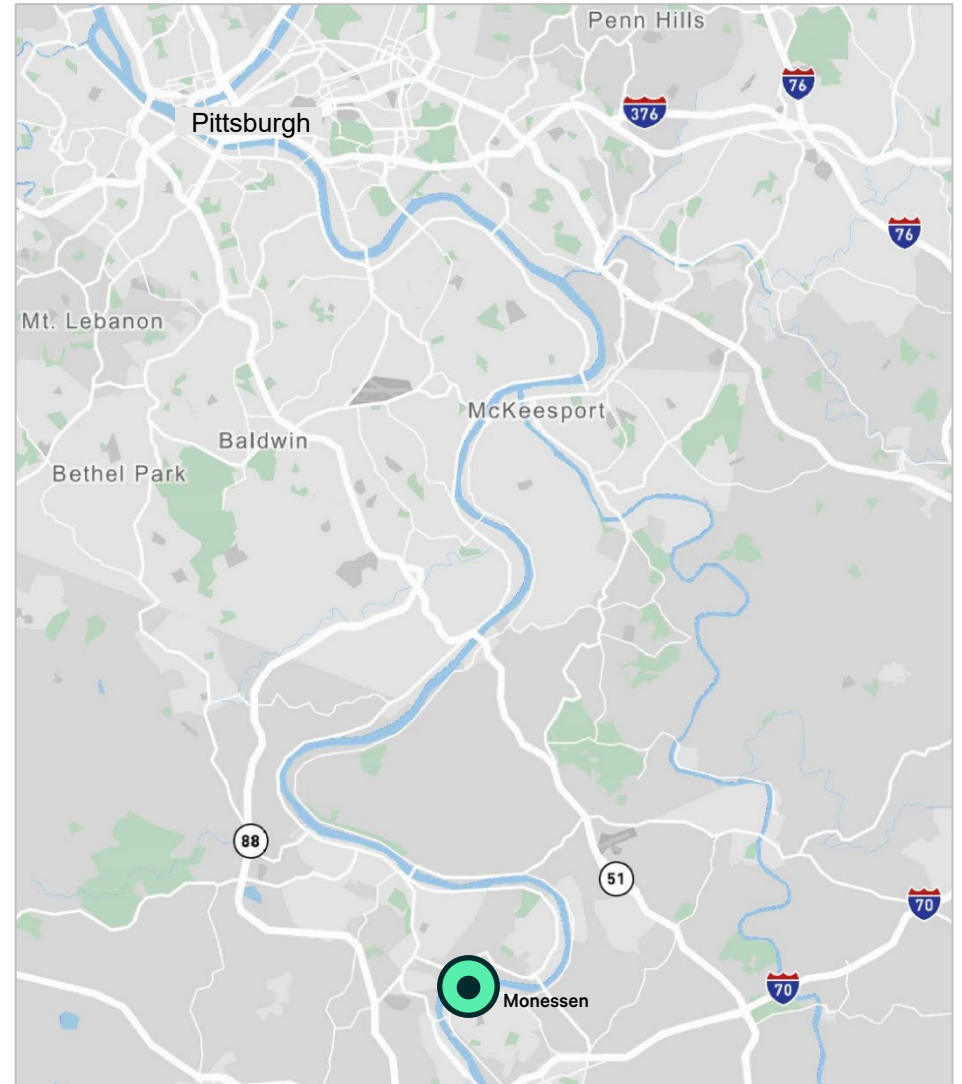 Penn Hills
76
376
Pittsburgh
76
Mt. Lebanon
McKeesport
Baldwin
Bethel Park
88
51
70
70
Monessen